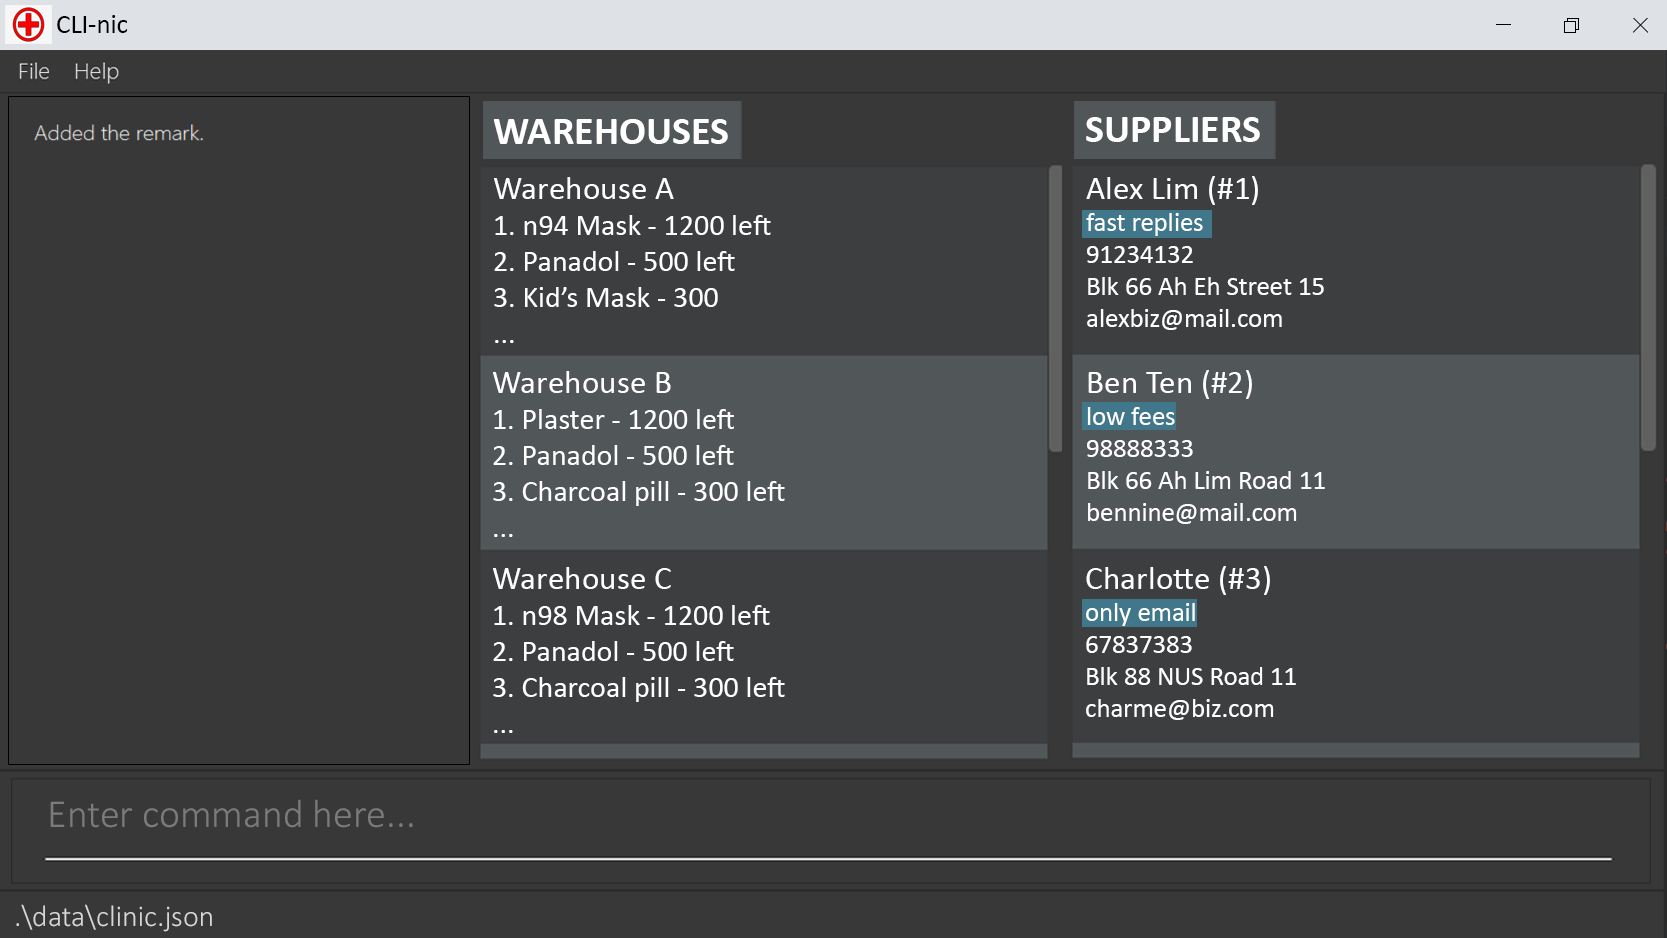 CLI-nic
File Help
Added the remark.
WAREHOUSES
Warehouse A
1. n94 Mask - 1200 left
2. Panadol - 500 left
3. Kid’s Mask - 300
...
Warehouse B
1. Plaster - 1200 left
2. Panadol - 500 left
3. Charcoal pill - 300 left
...
Warehouse C
1. n98 Mask - 1200 left
2. Panadol - 500 left
3. Charcoal pill - 300 left
...
SUPPLIERS
Alex Lim (#1)
fast replies
91234132
Blk 66 Ah Eh Street 15
alexbiz@mail.com
Ben Ten (#2)
low fees
98888333
Blk 66 Ah Lim Road 11
bennine@mail.com
Charlotte (#3)
only email
67837383
Blk 88 NUS Road 11
charme@biz.com
Enter command here...
.\data\clinic.json